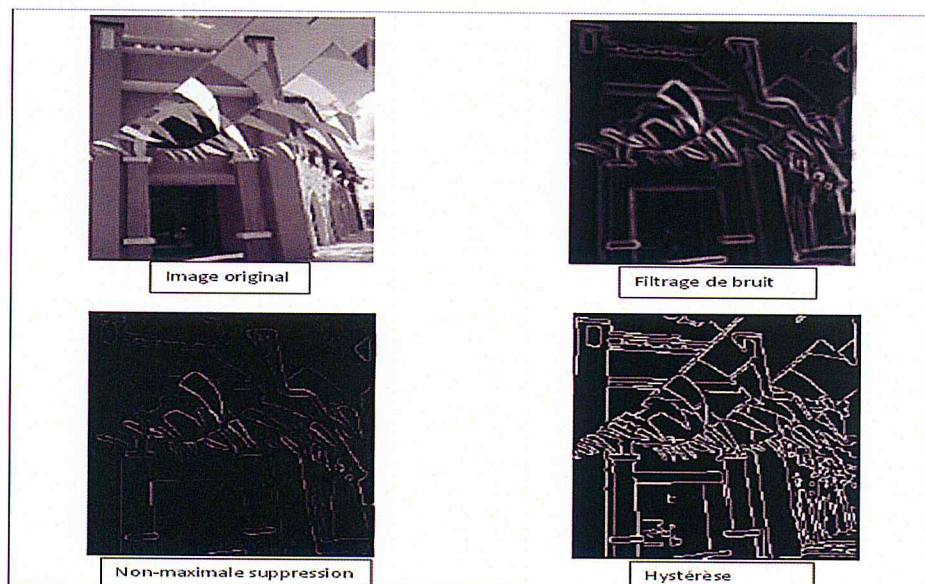 Image original
Filtrage de bruit
Non-maximale suppression
Hystérèse